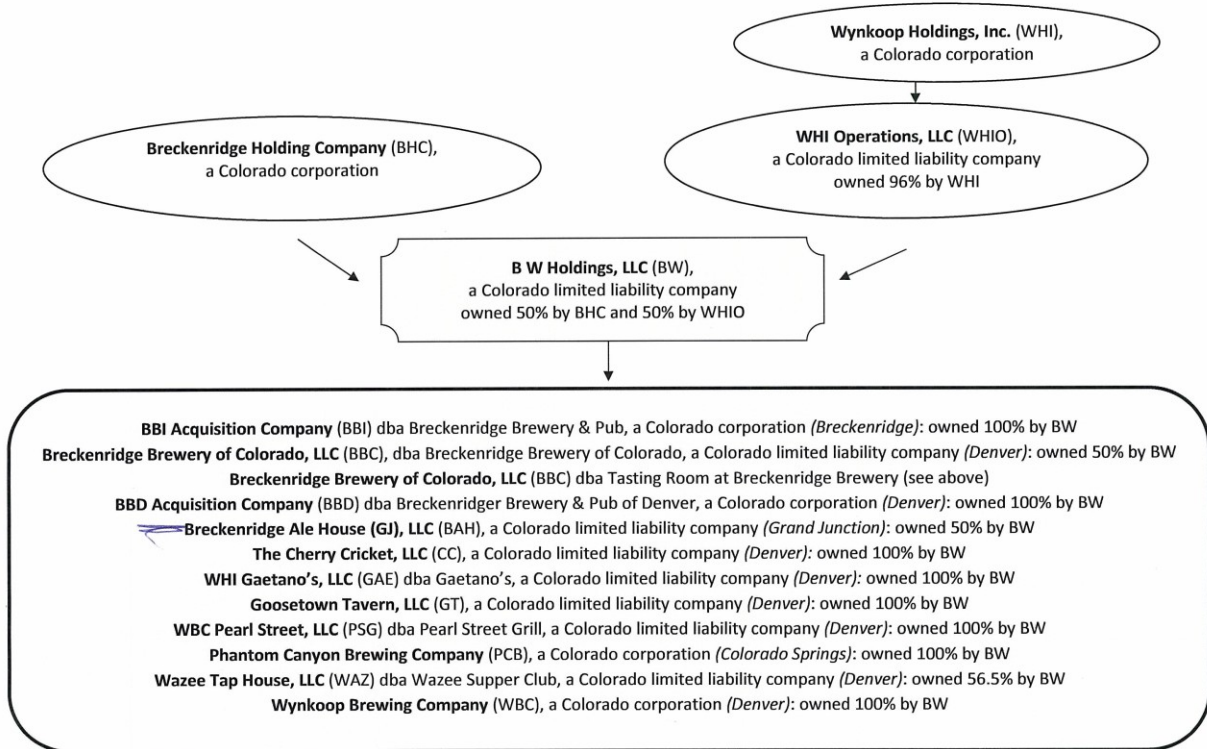 Wynkoop Holdings, Inc. (WHI),
a Colorado corporation
Breckenridge Holding Company (BHC),
a Colorado corporation
WHI Operations, LLC (WHIO),
a Colorado limited liability company
owned 96% by WHI
B W Holdings, LLC (BW),
a Colorado limited liability company
owned 50% by BHC and 50% by WHIO
BBI Acquisition Company (BBI) dba Breckenridge Brewery & Pub, a Colorado corporation (Breckenridge): owned 100% by BW
Breckenridge Brewery of Colorado, LLC (BBC), dba Breckenridge Brewery of Colorado, a Colorado limited liability company (Denver): owned 50% by BW
Breckenridge Brewery of Colorado, LLC (BBC) dba Tasting Room at Breckenridge Brewery (see above)
BBD Acquisition Company (BBD) dba Breckenridger Brewery & Pub of Denver, a Colorado corporation (Denver): owned 100% by BW
Breckenridge Ale House (GJ), LLC (BAH), a Colorado limited liability company (Grand Junction): owned 50% by BW
The Cherry Cricket, LLC (CC), a Colorado limited liability company (Denver): owned 100% by BW
WHI Gaetano's, LLC (GAE) dba Gaetano's, a Colorado limited liability company (Denver): owned 100% by BW
Goosetown Tavern, LLC (GT), a Colorado limited liability company (Denver): owned 100% by BW
WBC Pearl Street, LLC (PSG) dba Pearl Street Grill, a Colorado limited liability company (Denver): owned 100% by BW
Phantom Canyon Brewing Company (PCB), a Colorado corporation (Colorado Springs): owned 100% by BW
Wazee Tap House, LLC (WAZ) dba Wazee Supper Club, a Colorado limited liability company (Denver): owned 56.5% by BW
Wynkoop Brewing Company (WBC), a Colorado corporation (Denver): owned 100% by BW